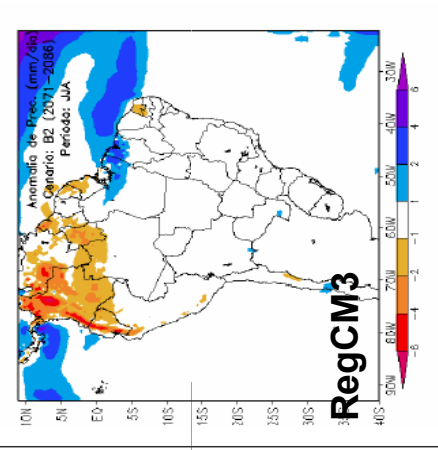 Anomalia de Prec. (mm/dia)
Cenario: B2 (2071-2086)
Periodo: JJA
RegCM3
10N
5N
EQ
5S
10S
15S
20S
25S
30S
40S
90W
80W
70W
60W
50W
40W
30W
-6
-4
-2
-1
1
2
4
6